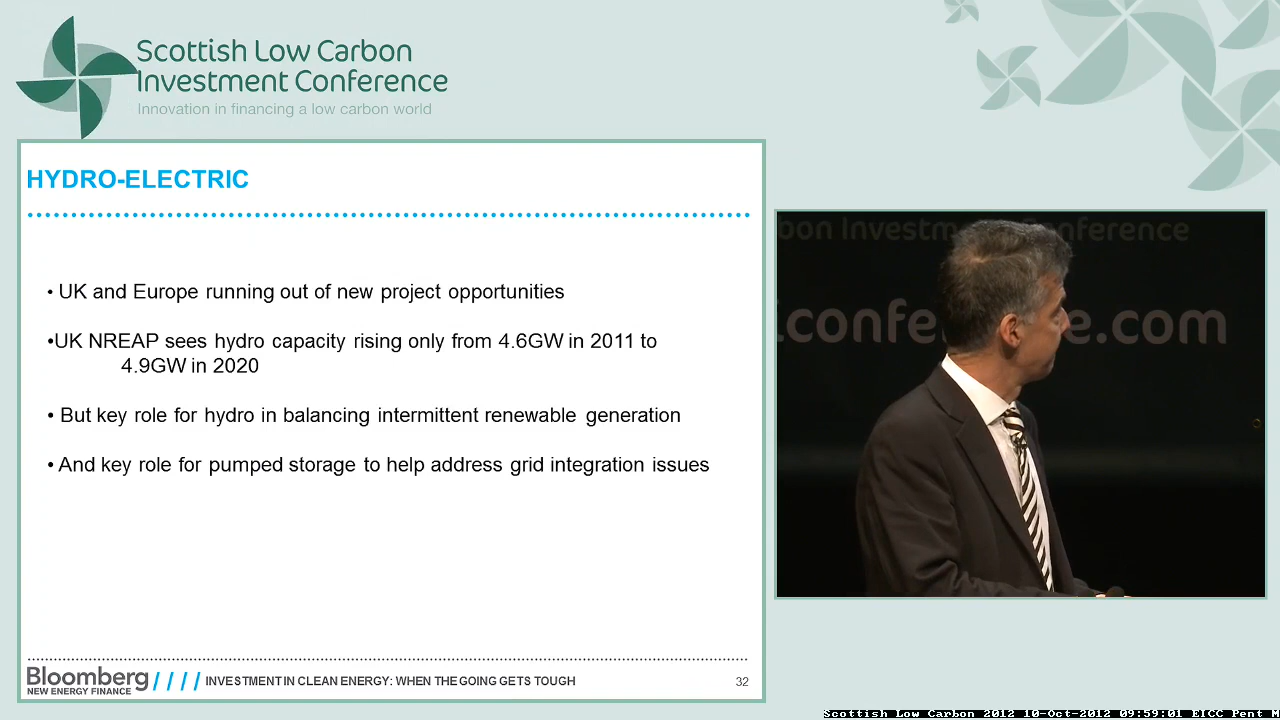 Scottish Low Carbon
Investment Conference
Innovation in financing a low carbon world
HYDRO-ELECTRIC
• UK and Europe running out of new project opportunities
•UK NREAP sees hydro capacity rising only from 4.6GW in 2011 to
4.9GW in 2020
• But key role for hydro in balancing intermittent renewable generation
• And key role for pumped storage to help address grid integration issues
Bloomberg
NEW ENERGY FINANCE
//// INVESTMENT IN CLEAN ENERGY: WHEN THE GOING GETS TOUGH
32
bon Investm nference
.confe e.com
Scottish Low Carbon 2012 10-Oct-2012 09:59:01 EICC Pent M